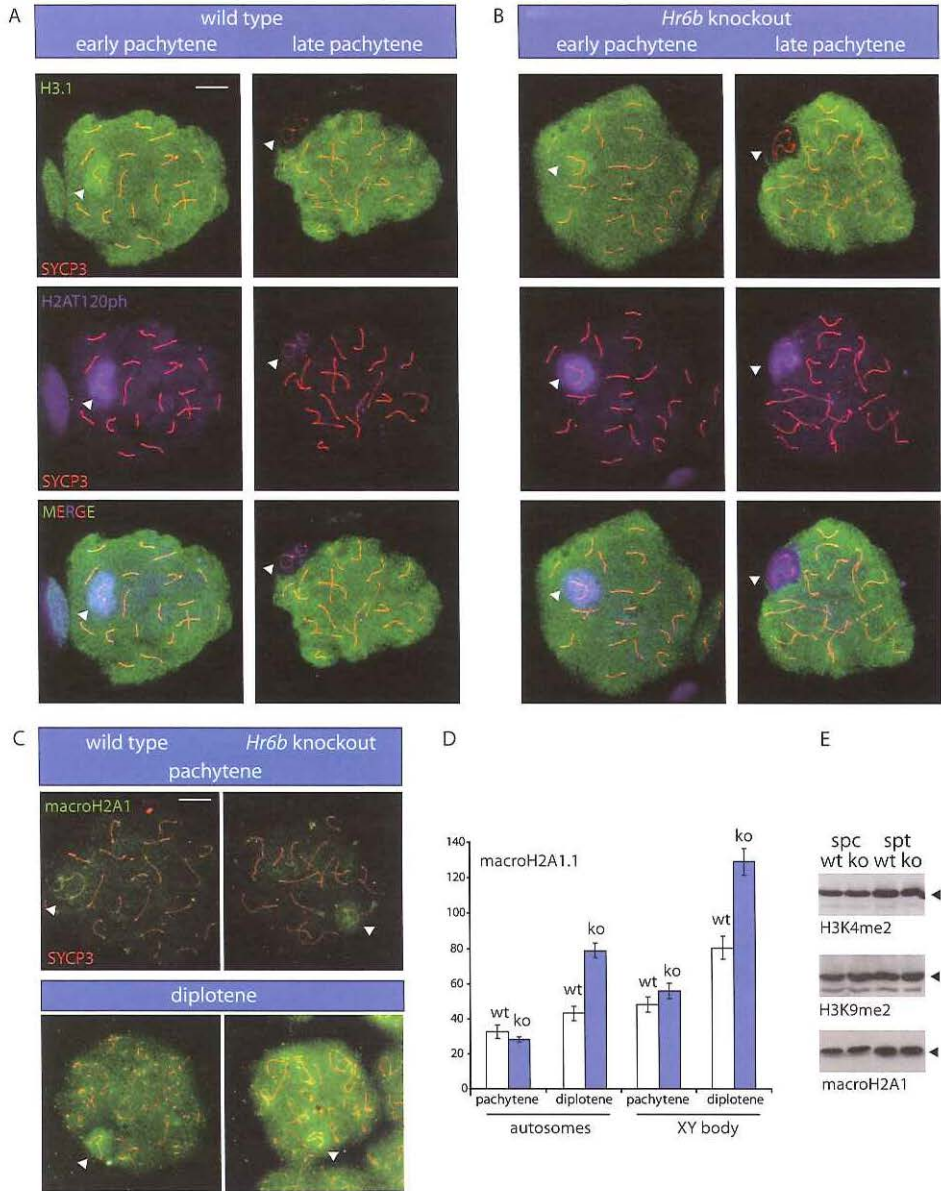 A
wild type
early pachytene late pachytene
H3.1
SYCP3
H2AT120ph
SYCP3
MERGE
B
Hr6b knockout
early pachytene late pachytene
C
wild type Hr6b knockout
pachytene
macroH2A1
SYCP3
diplotene
D
macroH2A1.1
140
120
100
80
60
40
20
0
wt ko wt ko wt ko wt ko
pachytene diplotene pachytene diplotene
autosomes XY body
E
spc spt
wt ko wt ko
H3K4me2
H3K9me2
macroH2A1